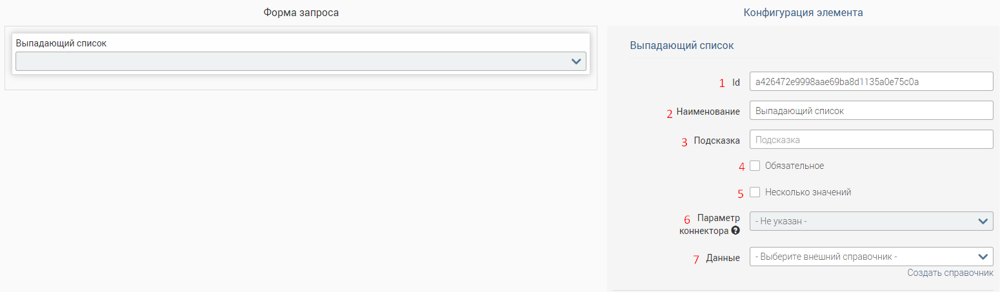 Форма запроса
Выпадающий список
Конфигурация элемента
Выпадающий список
1 Id a426472e9998aae69ba8d1135a0e75c0a
2 Наименование Выпадающий список
3 Подсказка Подсказка
4 Обязательное
5 Несколько значений
6 Параметр
коннектора ? - Не указан -
7 Данные - Выберите внешний справочник -
Создать справочник